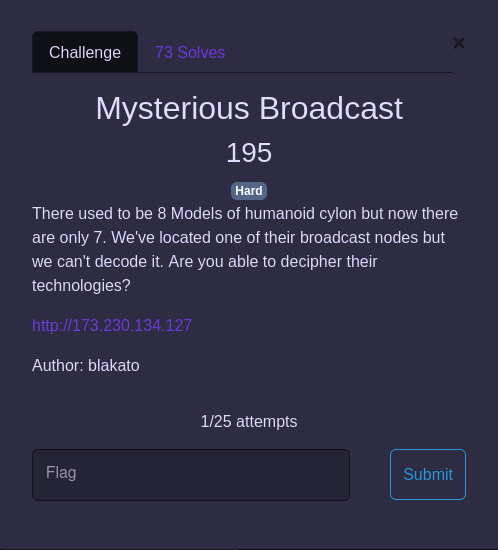 Challenge
73 Solves
×
Mysterious Broadcast
195
Hard
There used to be 8 Models of humanoid cylon but now there
are only 7. We've located one of their broadcast nodes but
we can't decode it. Are you able to decipher their
technologies?
http://173.230.134.127
Author: blakato
1/25 attempts
Flag
Submit